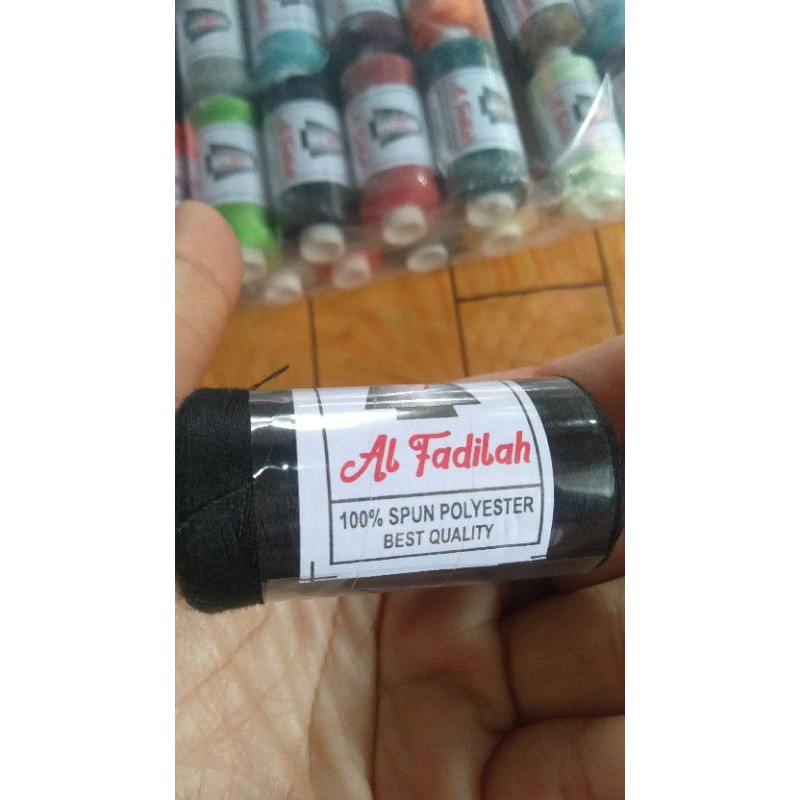 Al Fadilah
100% SPUN POLYESTER
BEST QUALITY